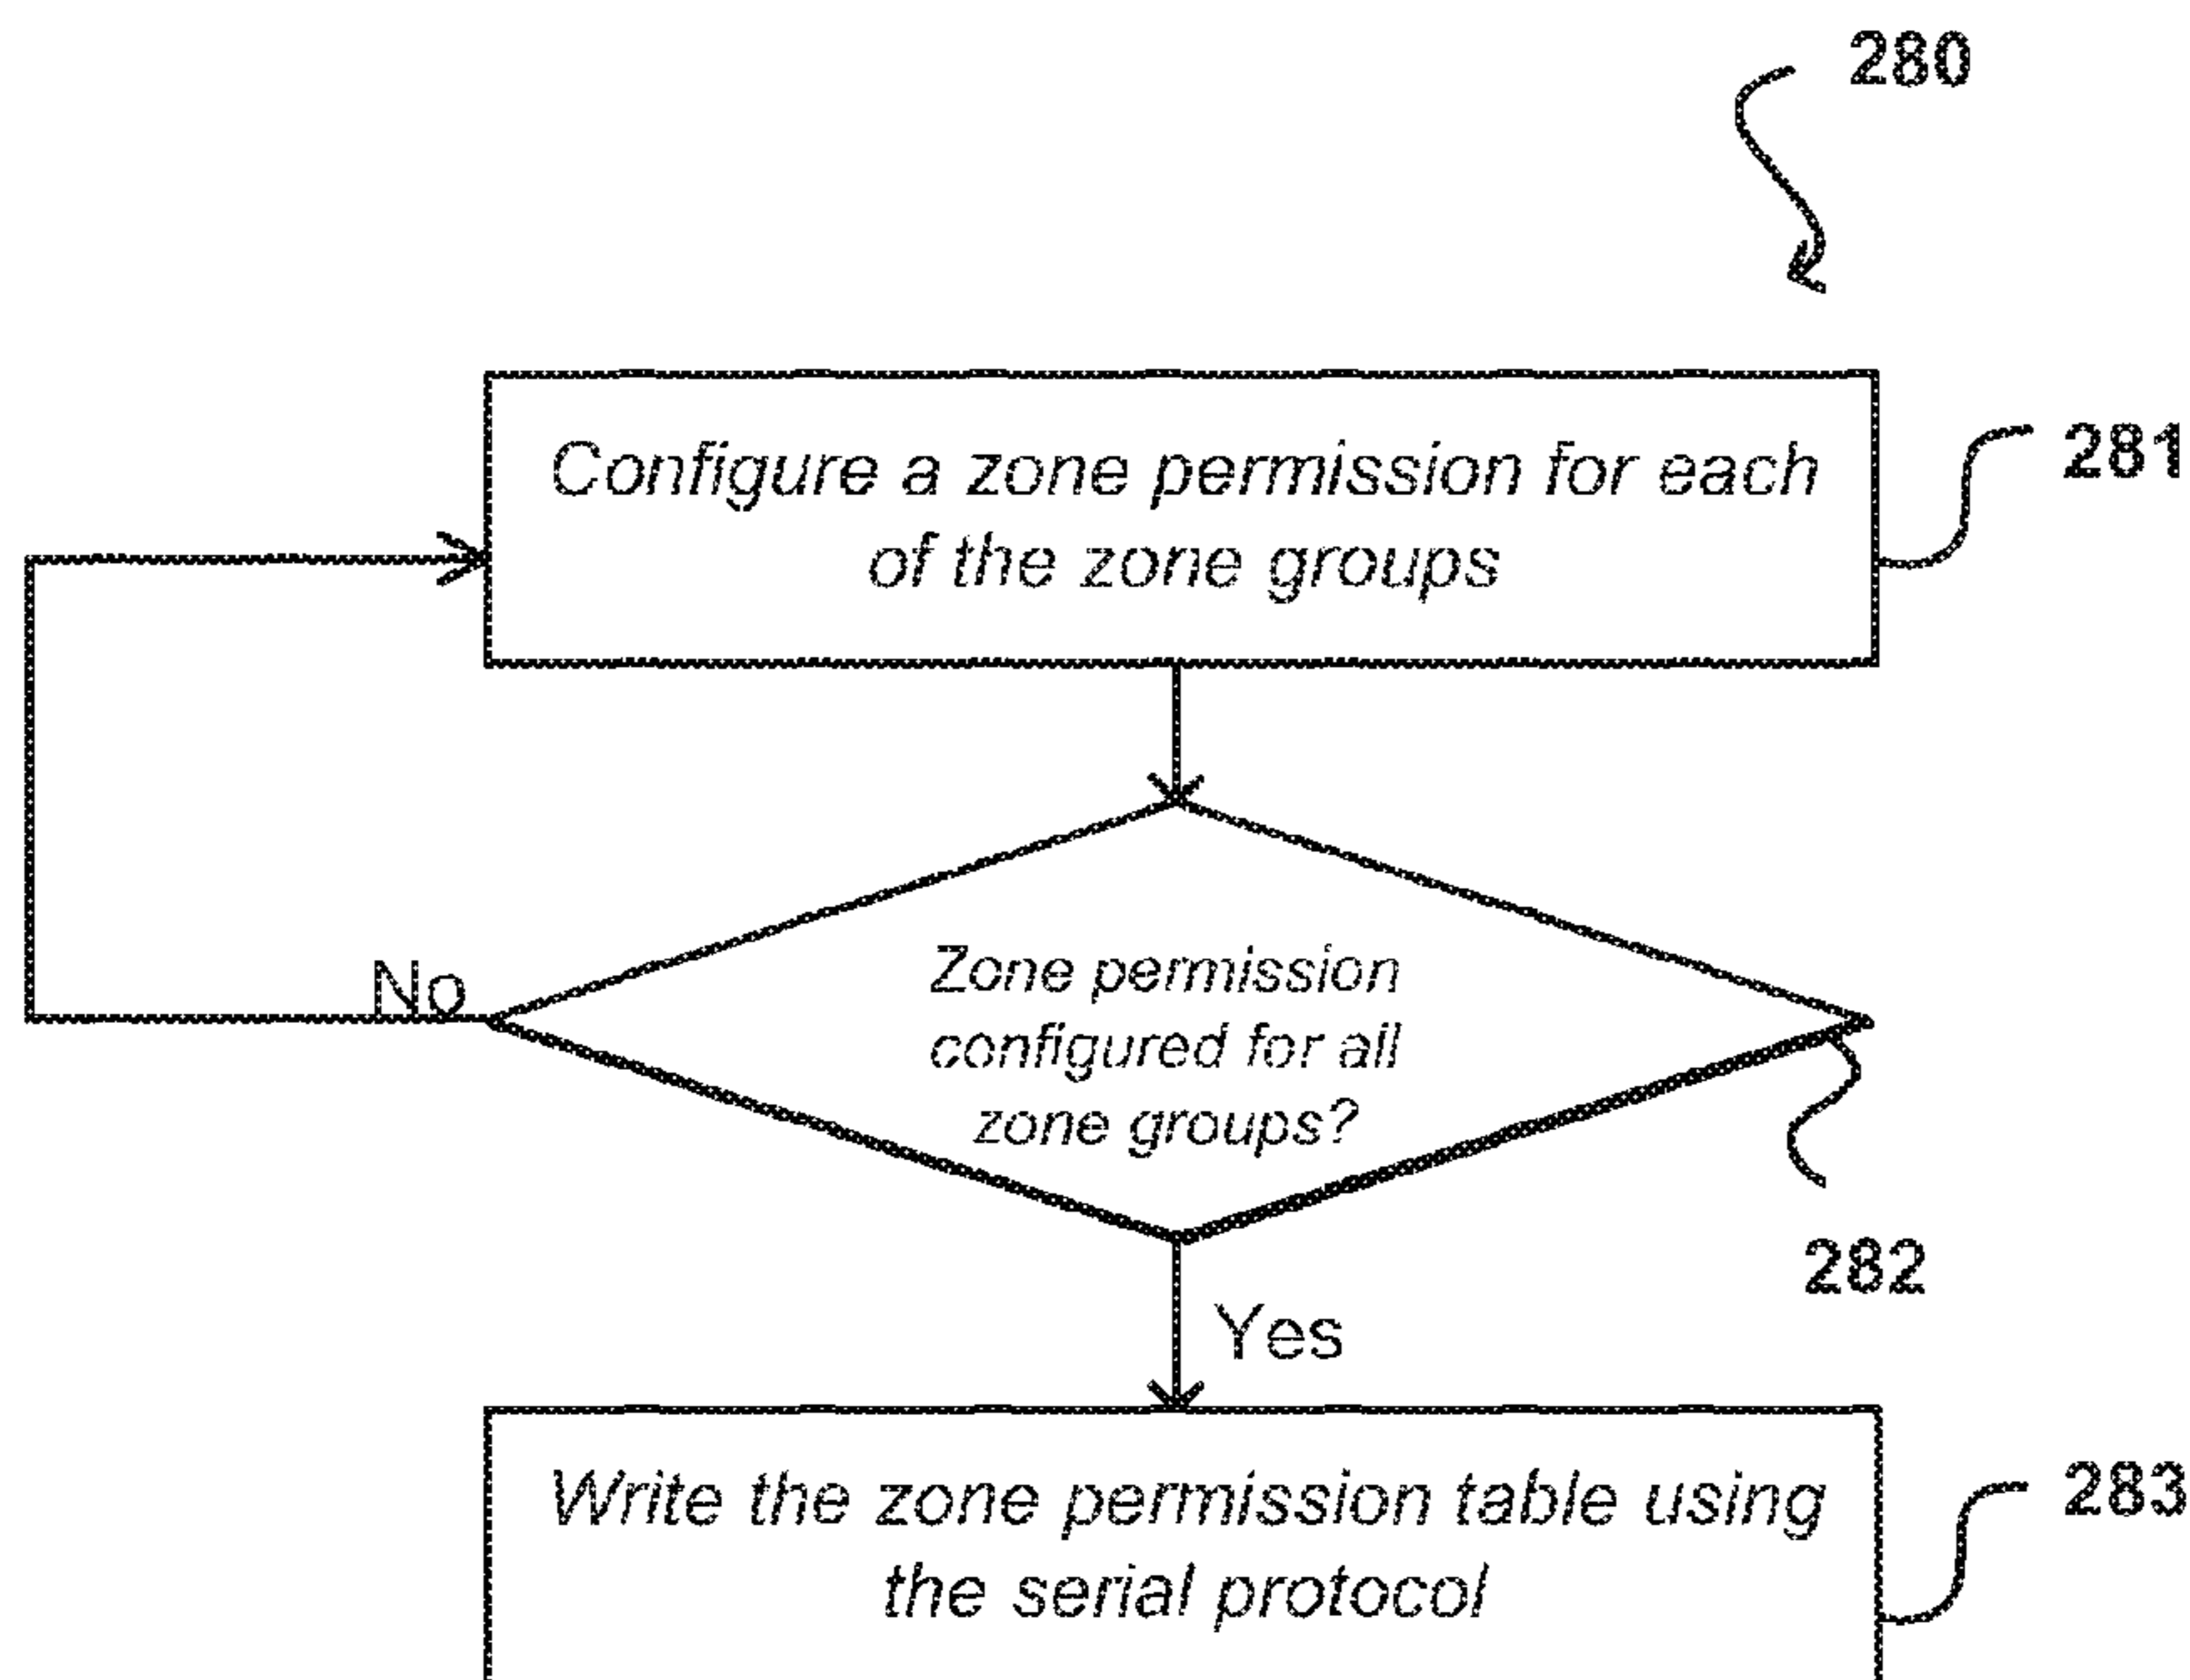 280
Configure a zone permission for each
of the zone groups
281
Zone permission
configured for all
zone groups?
No
282
Yes
Write the zone permission table using
the serial protocol
283